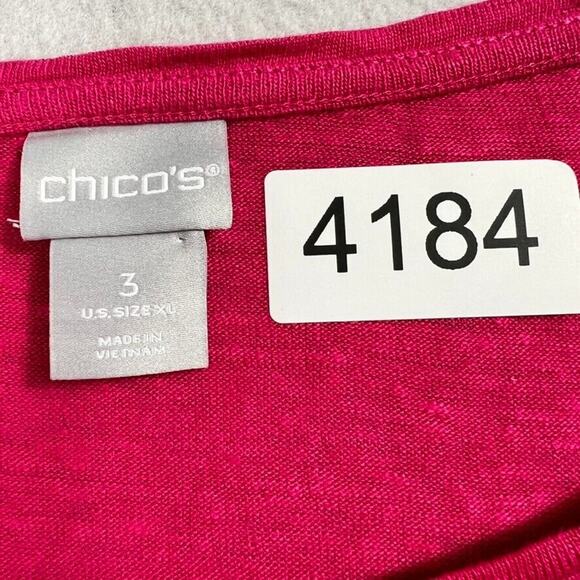 chico's®
4184
3
U.S. SIZE XL
MADE IN
VIETNAM